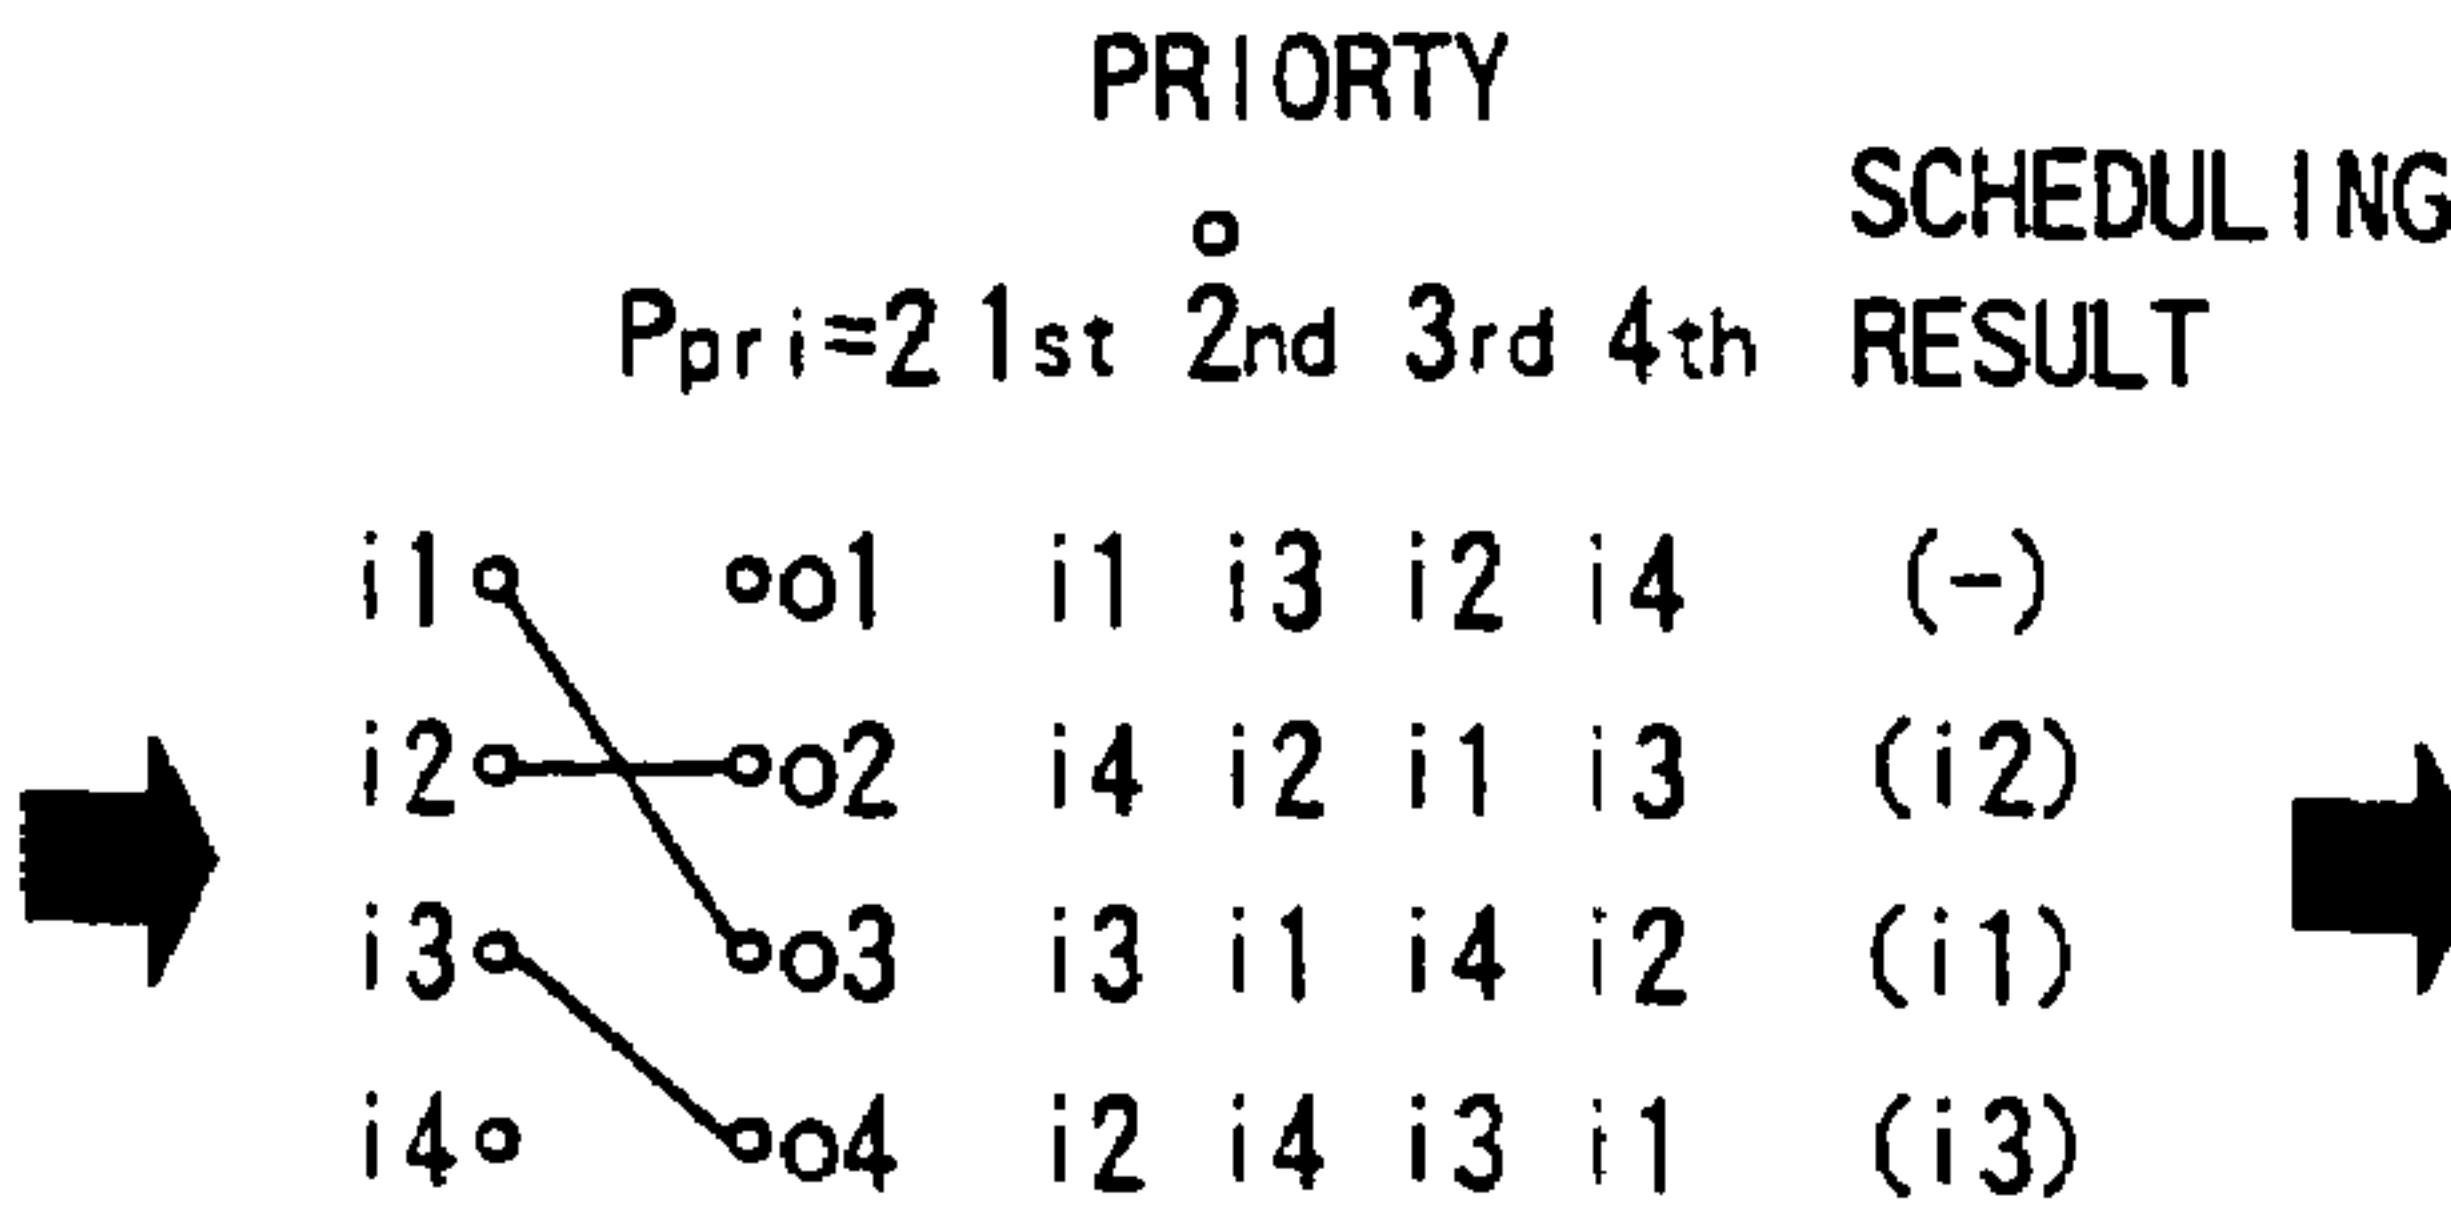 PRIORTY
SCHEDULING
Ppri=2 1st 2nd 3rd 4th RESULT
i1 o1 i1 i3 i2 i4 (-)
i2 o2 i4 i2 i1 i3 (i2)
i3 o3 i3 i1 i4 i2 (i1)
i4 o4 i2 i4 i3 i1 (i3)